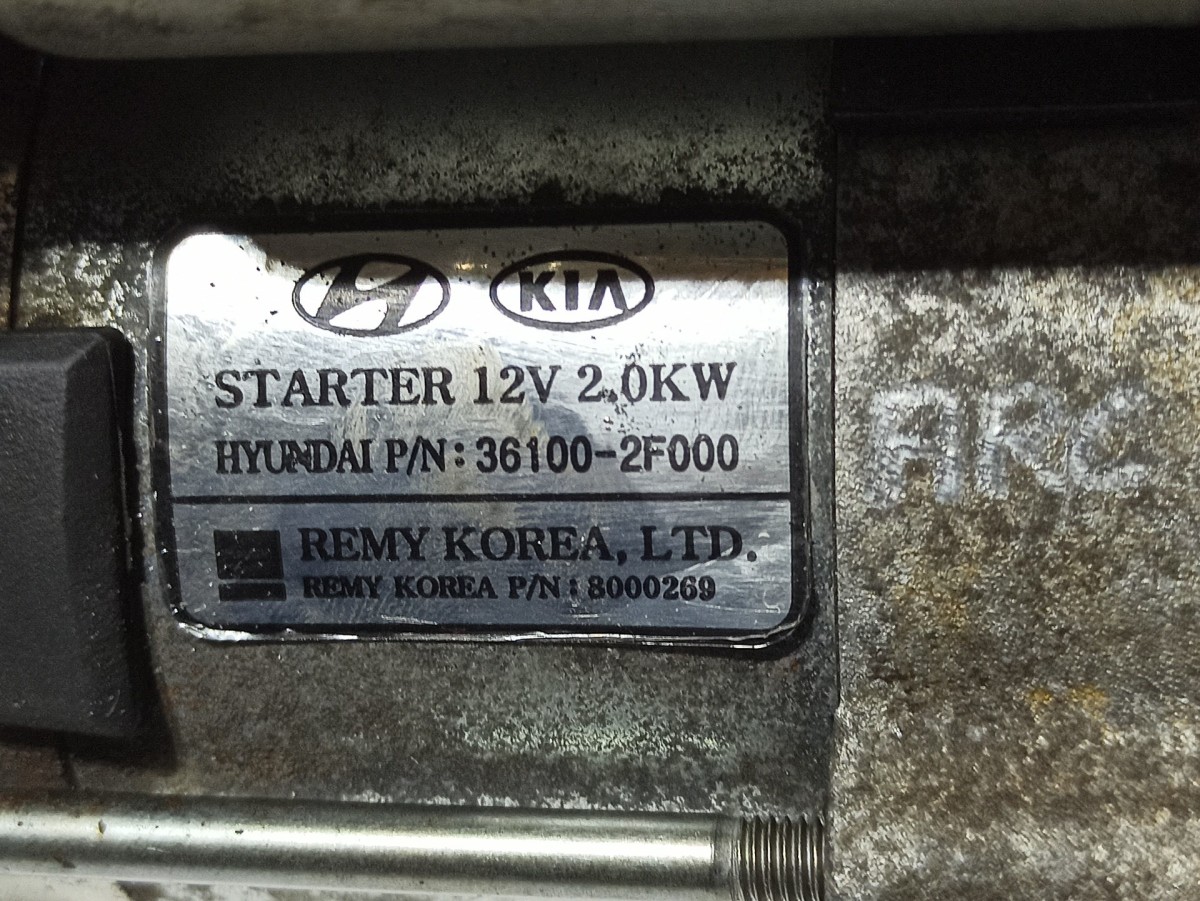 KIA
STARTER 12V 2.0KW
HYUNDAI P/N: 36100-2F000
REMY KOREA, LTD.
REMY KOREA P/N: 8000269